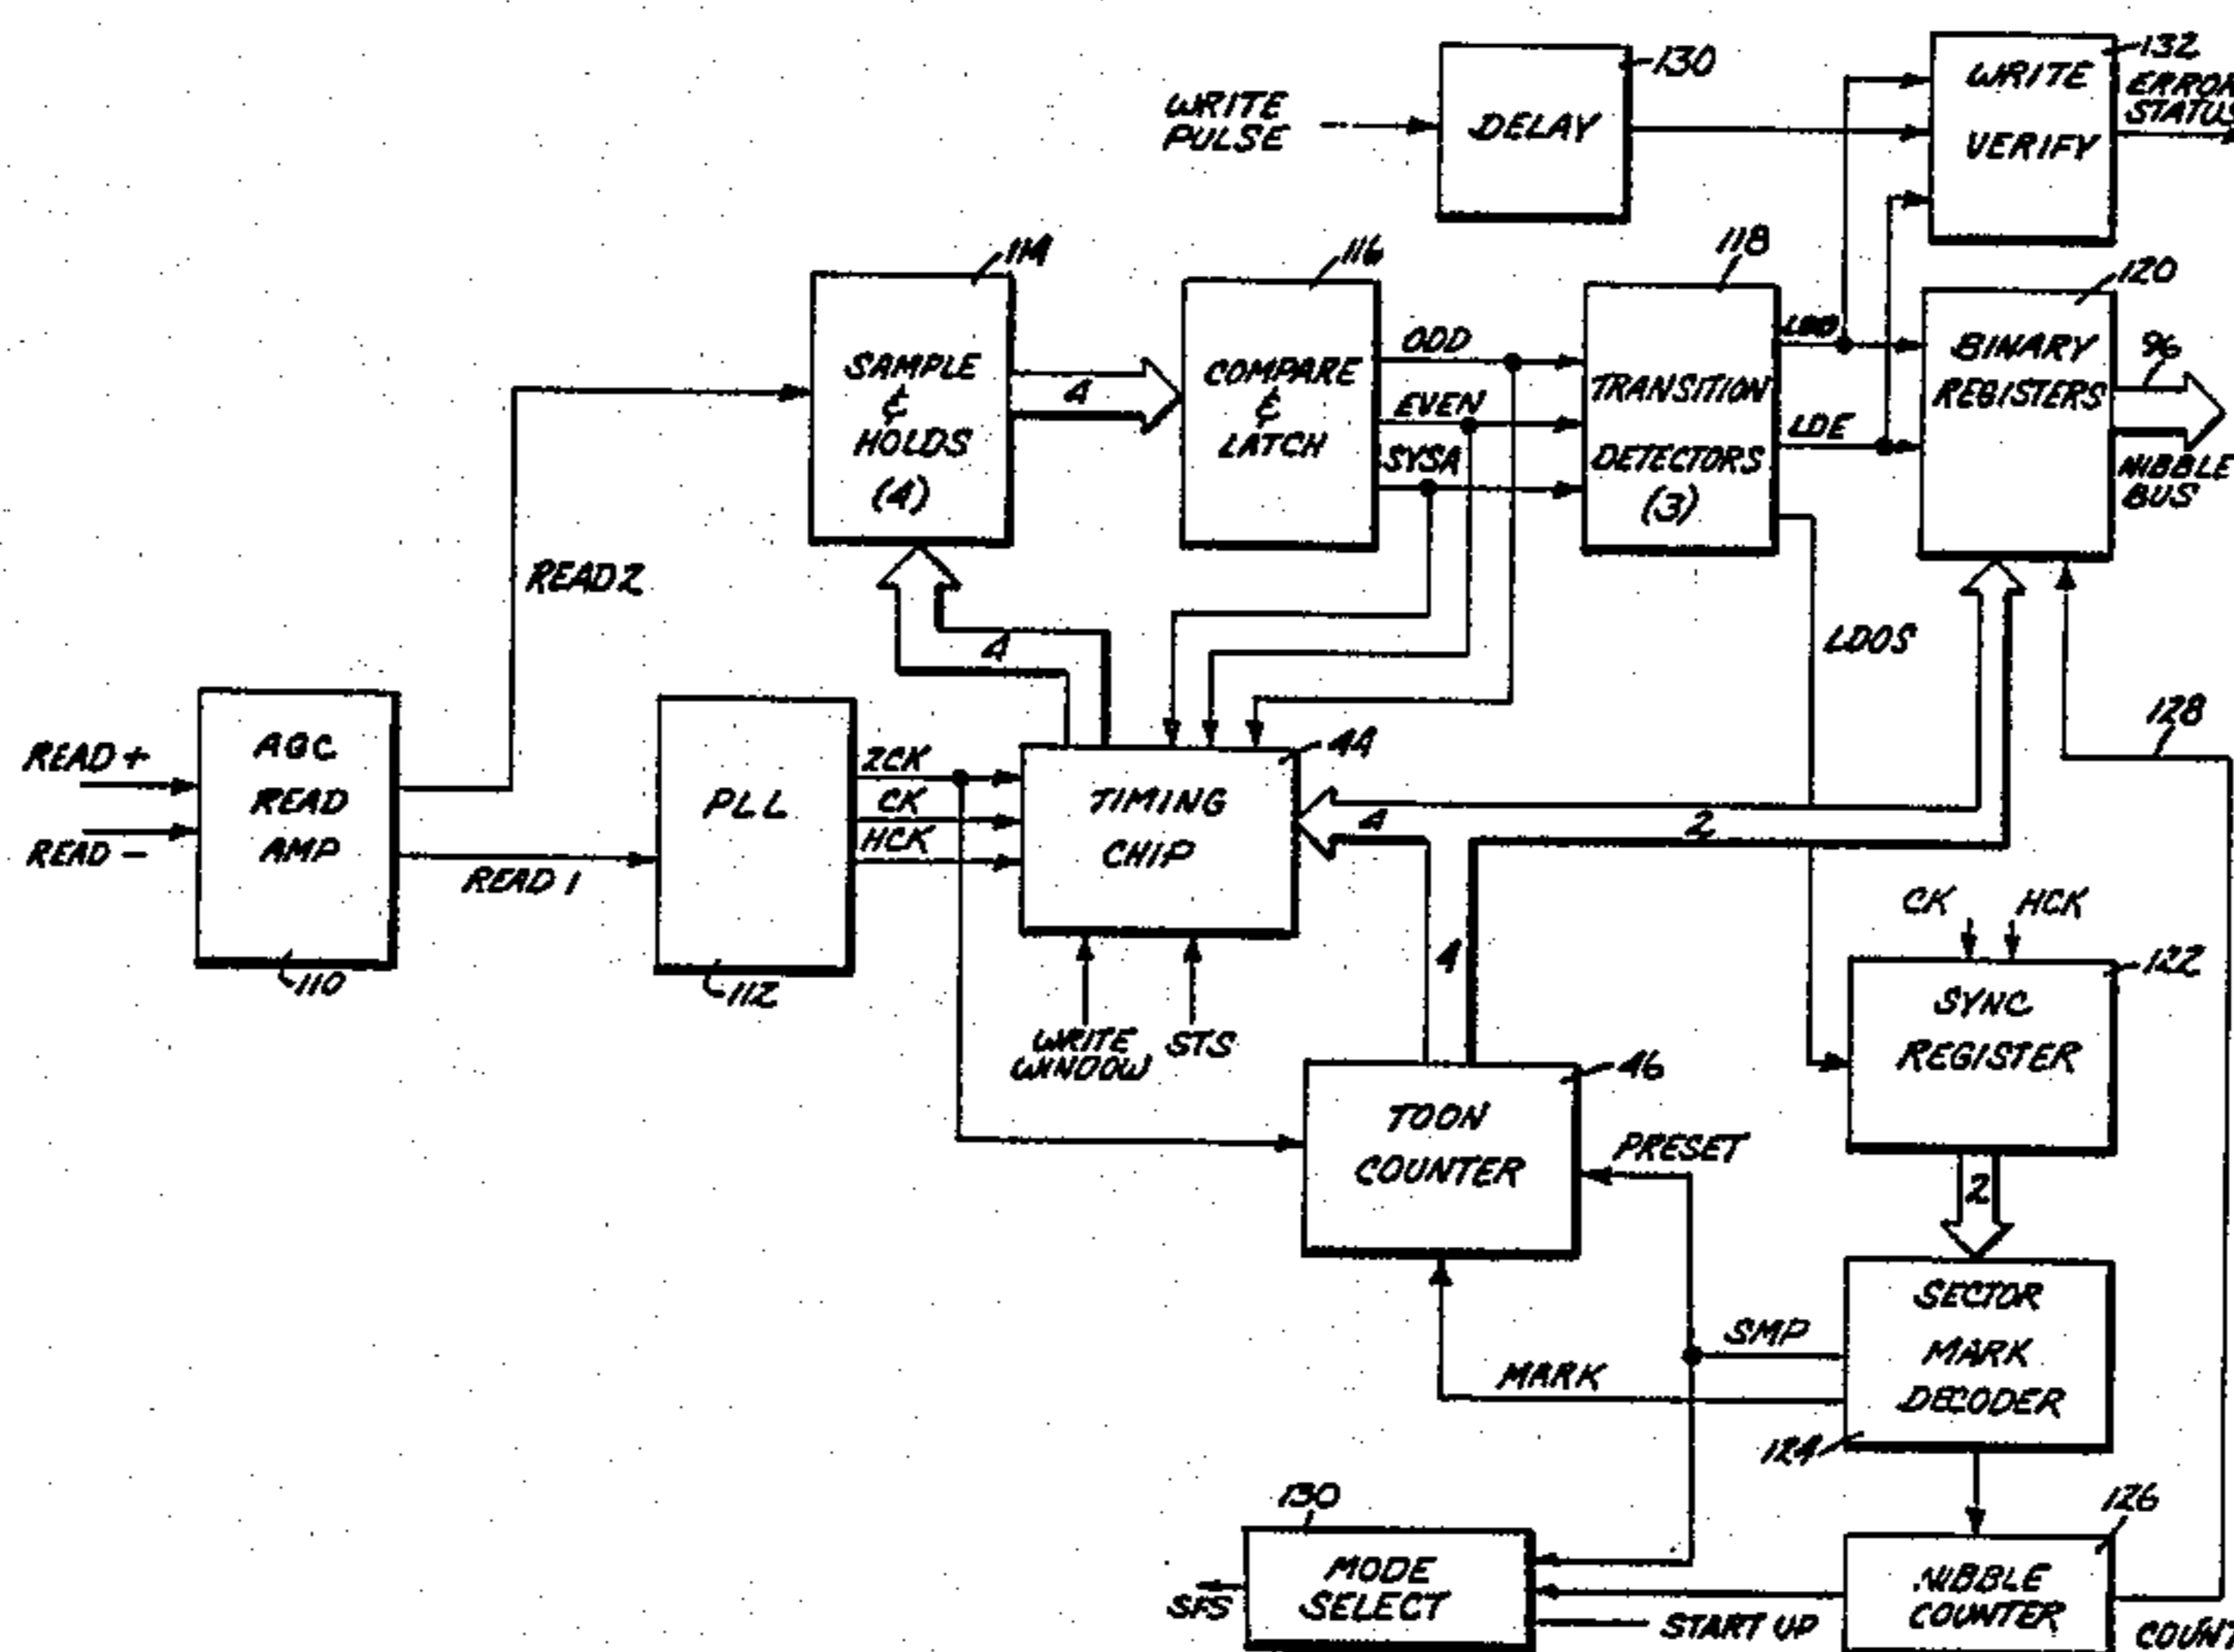 WRITE
PULSE
DELAY
130
WRITE
VERIFY
132
ERROR
STATUS
114
SAMPLE
&
HOLDS
(4)
4
116
COMPARE
&
LATCH
ODD
EVEN
SYSA
118
TRANSITION
DETECTORS
(3)
LDO
LDE
LDOS
120
BINARY
REGISTERS
96
NIBBLE
BUS
READ 2
4
READ +
READ -
AGC
READ
AMP
110
READ 1
PLL
112
2CK
CK
HCK
TIMING
CHIP
44
WRITE
WINDOW
STS
4
2
4
128
CK
HCK
SYNC
REGISTER
122
2
TOON
COUNTER
46
PRESET
SMP
MARK
SECTOR
MARK
DECODER
124
130
MODE
SELECT
SFS
START UP
126
NIBBLE
COUNTER
COUNT